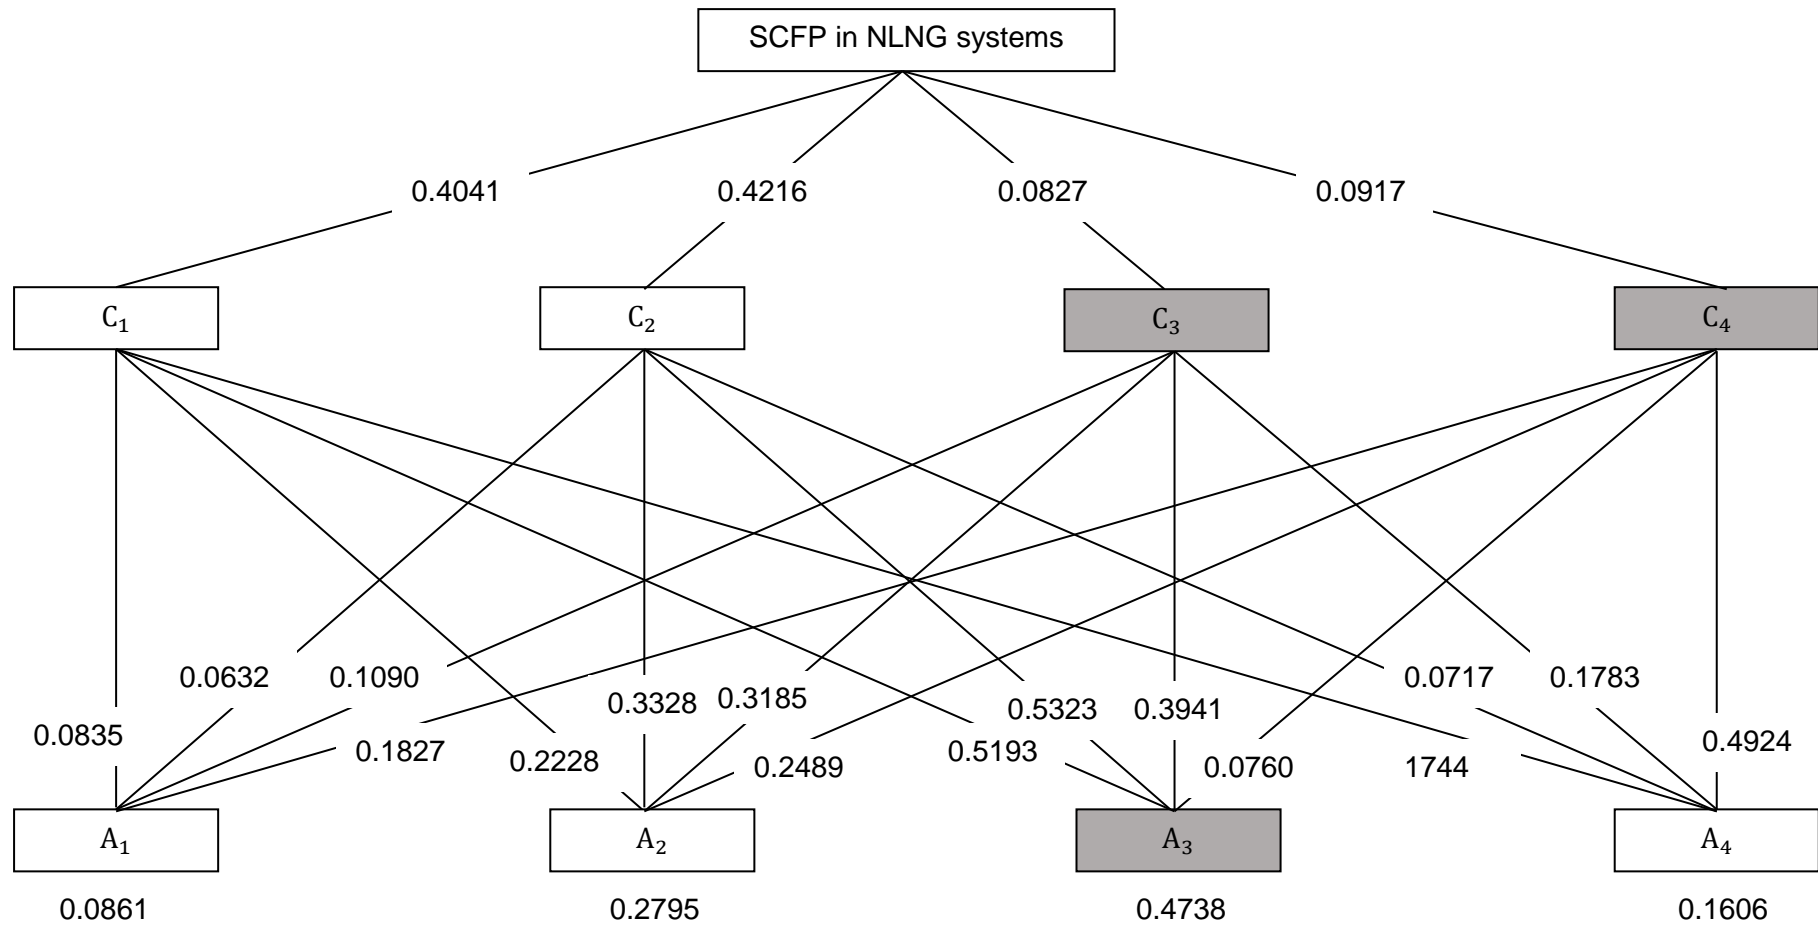 SCFP in NLNG systems
0.4041
0.4216
0.0827
0.0917
C₁
C₂
C₃
C₄
0.0632
0.1090
0.3328
0.3185
0.5323
0.3941
0.0717
0.1783
0.0835
0.1827
0.2228
0.2489
0.5193
0.0760
1744
0.4924
A₁
A₂
A₃
A₄
0.0861
0.2795
0.4738
0.1606